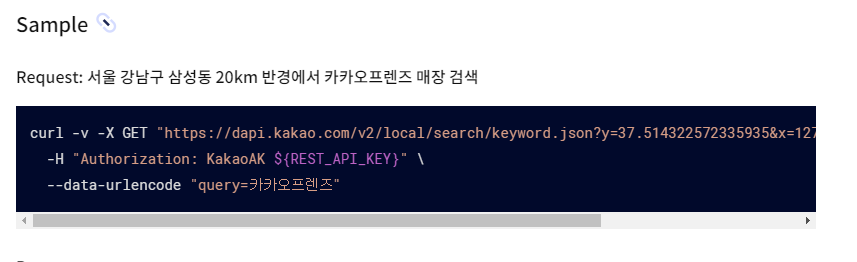 Sample
Request: 서울 강남구 삼성동 20km 반경에서 카카오프렌즈 매장 검색
curl -v -X GET "https://dapi.kakao.com/v2/local/search/keyword.json?y=37.514322572335935&x=127
-H "Authorization: KakaoAK ${REST_API_KEY}" \
--data-urlencode "query=카카오프렌즈"